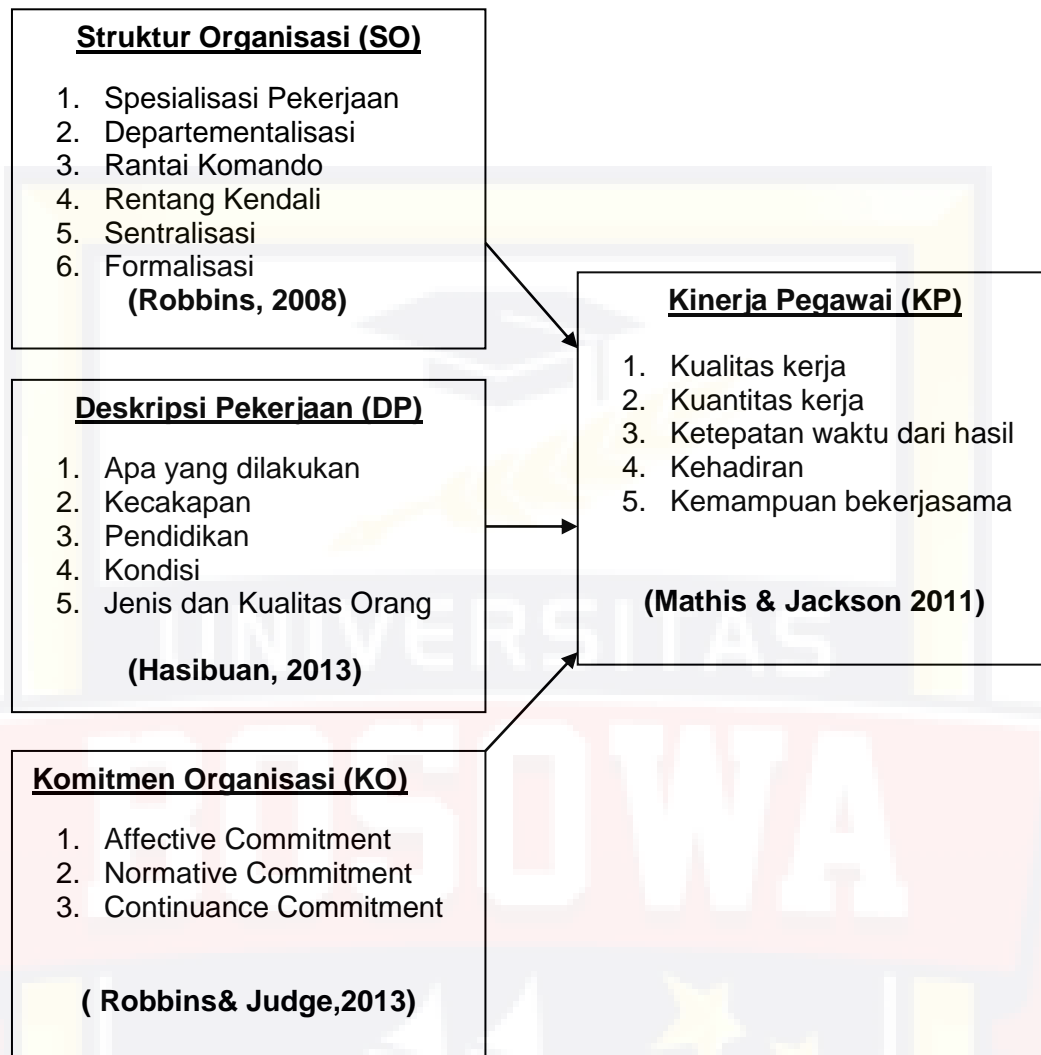 Struktur Organisasi (SO)
1. Spesialisasi Pekerjaan
2. Departementalisasi
3. Rantai Komando
4. Rentang Kendali
5. Sentralisasi
6. Formalisasi
(Robbins, 2008)
Deskripsi Pekerjaan (DP)
1. Apa yang dilakukan
2. Kecakapan
3. Pendidikan
4. Kondisi
5. Jenis dan Kualitas Orang
(Hasibuan, 2013)
Komitmen Organisasi (KO)
1. Affective Commitment
2. Normative Commitment
3. Continuance Commitment
( Robbins& Judge,2013)
Kinerja Pegawai (KP)
1. Kualitas kerja
2. Kuantitas kerja
3. Ketepatan waktu dari hasil
4. Kehadiran
5. Kemampuan bekerjasama
(Mathis & Jackson 2011)
UNIVERSITAS
BOSOWA